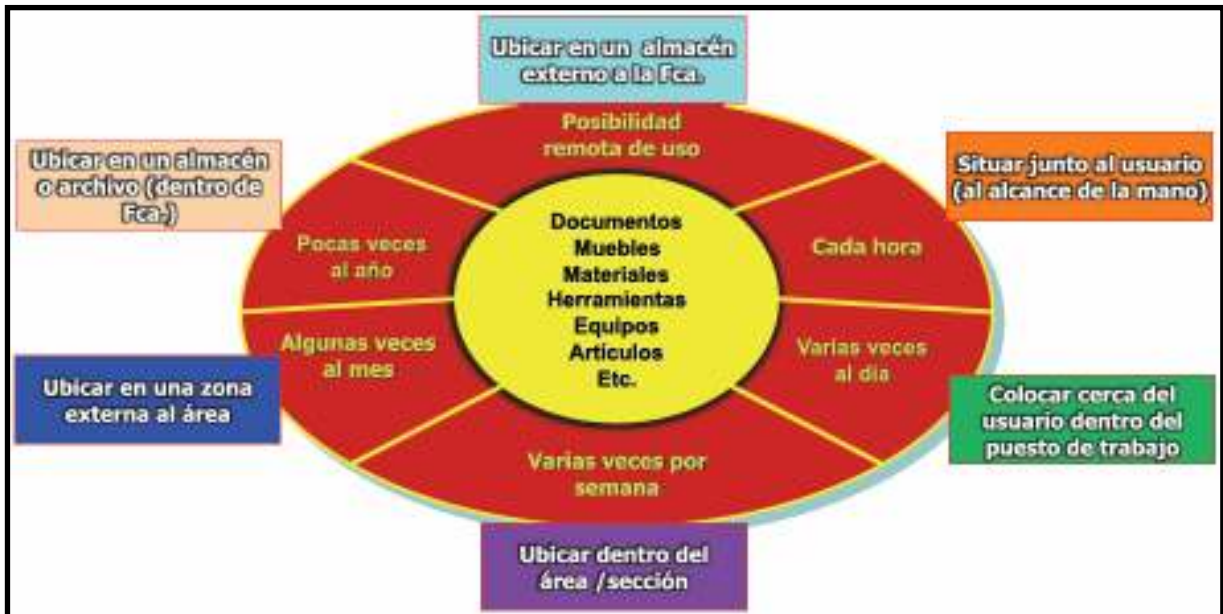 Ubicar en un almacén
externo a la Fca.
Posibilidad
remota de uso
Situar junto al usuario
(al alcance de la mano)
Cada hora
Varias veces
al día
Colocar cerca del
usuario dentro del
puesto de trabajo
Varias veces por
semana
Ubicar dentro del
área /sección
Algunas veces
al mes
Ubicar en una zona
externa al área
Pocas veces
al año
Ubicar en un almacén
o archivo (dentro de
Fca.)
Documentos
Muebles
Materiales
Herramientas
Equipos
Artículos
Etc.